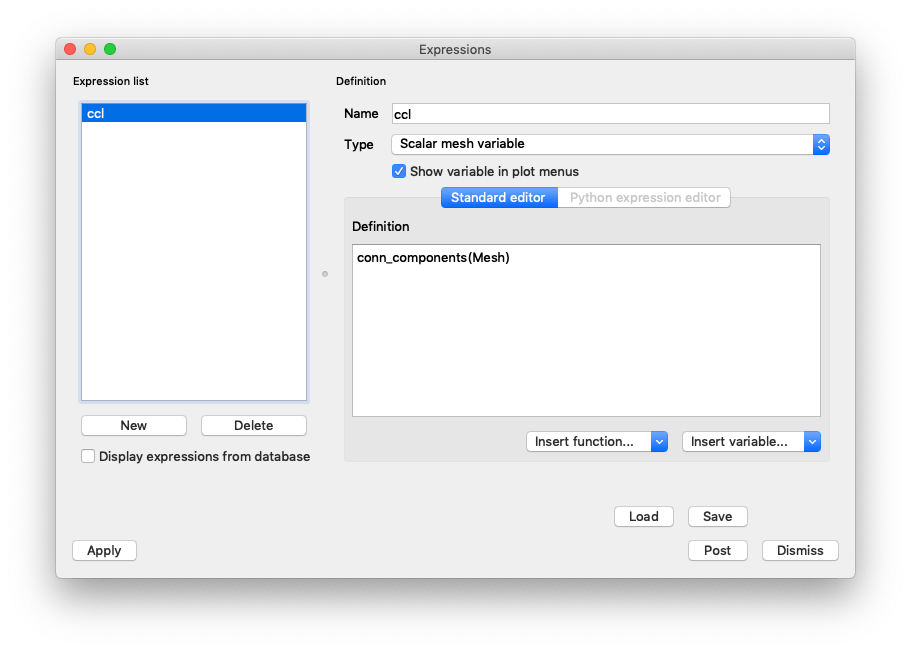 Expressions
Expression list
ccl
New
Delete
Display expressions from database
Definition
Name
ccl
Type
Scalar mesh variable
Show variable in plot menus
Standard editor
Python expression editor
Definition
conn_components(Mesh)
Insert function...
Insert variable...
Load
Save
Apply
Post
Dismiss